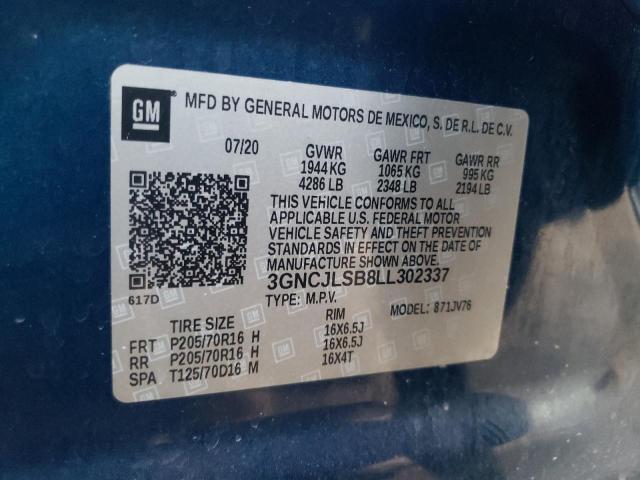 GM
MFD BY GENERAL MOTORS DE MEXICO, S. DE R.L. DE C.V.
07/20 GVWR GAWR FRT GAWR RR
1944 KG 1065 KG 995 KG
4286 LB 2348 LB 2194 LB
THIS VEHICLE CONFORMS TO ALL
APPLICABLE U.S. FEDERAL MOTOR
VEHICLE SAFETY AND THEFT PREVENTION
STANDARDS IN EFFECT ON THE DATE OF
MANUFACTURE SHOWN ABOVE.
617D 3GNCJLSB8LL302337
TYPE: M.P.V. MODEL: 871JV76
TIRE SIZE RIM
FRT P205/70R16 H 16X6.5J
RR P205/70R16 H 16X6.5J
SPA T125/70D16 M 16X4T